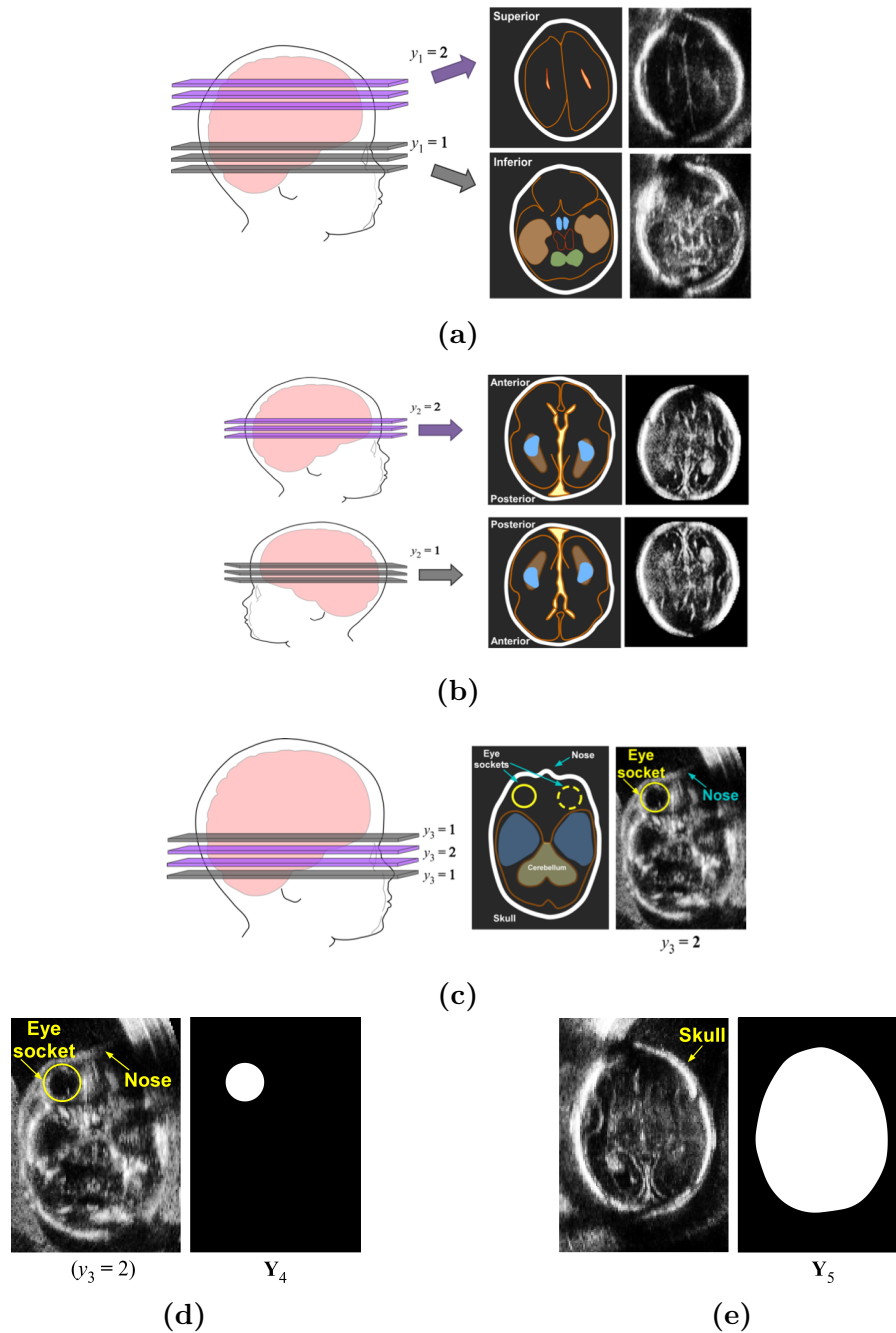 y₁ = 2
Superior
y₁ = 1
Inferior
(a)
Anterior
y₂ = 2
Posterior
Posterior
y₂ = 1
Anterior
(b)
Eye
sockets
Nose
Eye
socket
Nose
y₃ = 1
y₃ = 2
y₃ = 1
Cerebellum
Skull
y₃ = 2
(c)
Eye
socket
Nose
Skull
(y₃ = 2)
Y₄
Y₅
(d)
(e)